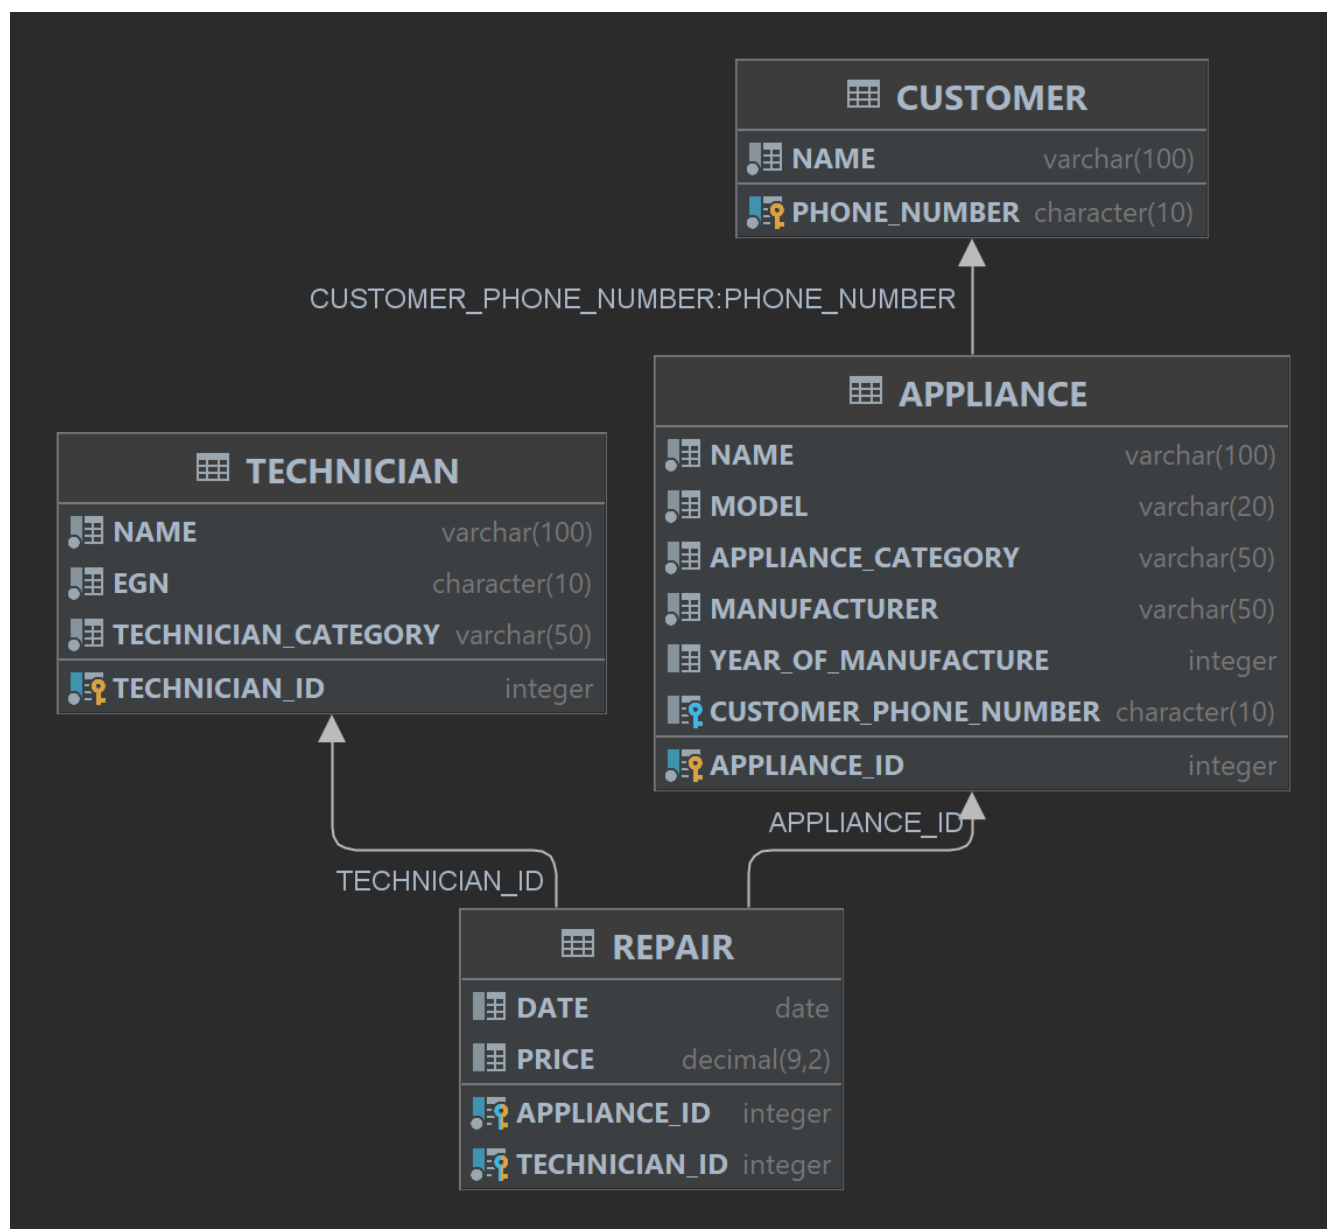 CUSTOMER
NAME varchar(100)
PHONE_NUMBER character(10)
CUSTOMER_PHONE_NUMBER:PHONE_NUMBER
APPLIANCE
NAME varchar(100)
MODEL varchar(20)
APPLIANCE_CATEGORY varchar(50)
MANUFACTURER varchar(50)
YEAR_OF_MANUFACTURE integer
CUSTOMER_PHONE_NUMBER character(10)
APPLIANCE_ID integer
TECHNICIAN
NAME varchar(100)
EGN character(10)
TECHNICIAN_CATEGORY varchar(50)
TECHNICIAN_ID integer
APPLIANCE_ID
TECHNICIAN_ID
REPAIR
DATE date
PRICE decimal(9,2)
APPLIANCE_ID integer
TECHNICIAN_ID integer